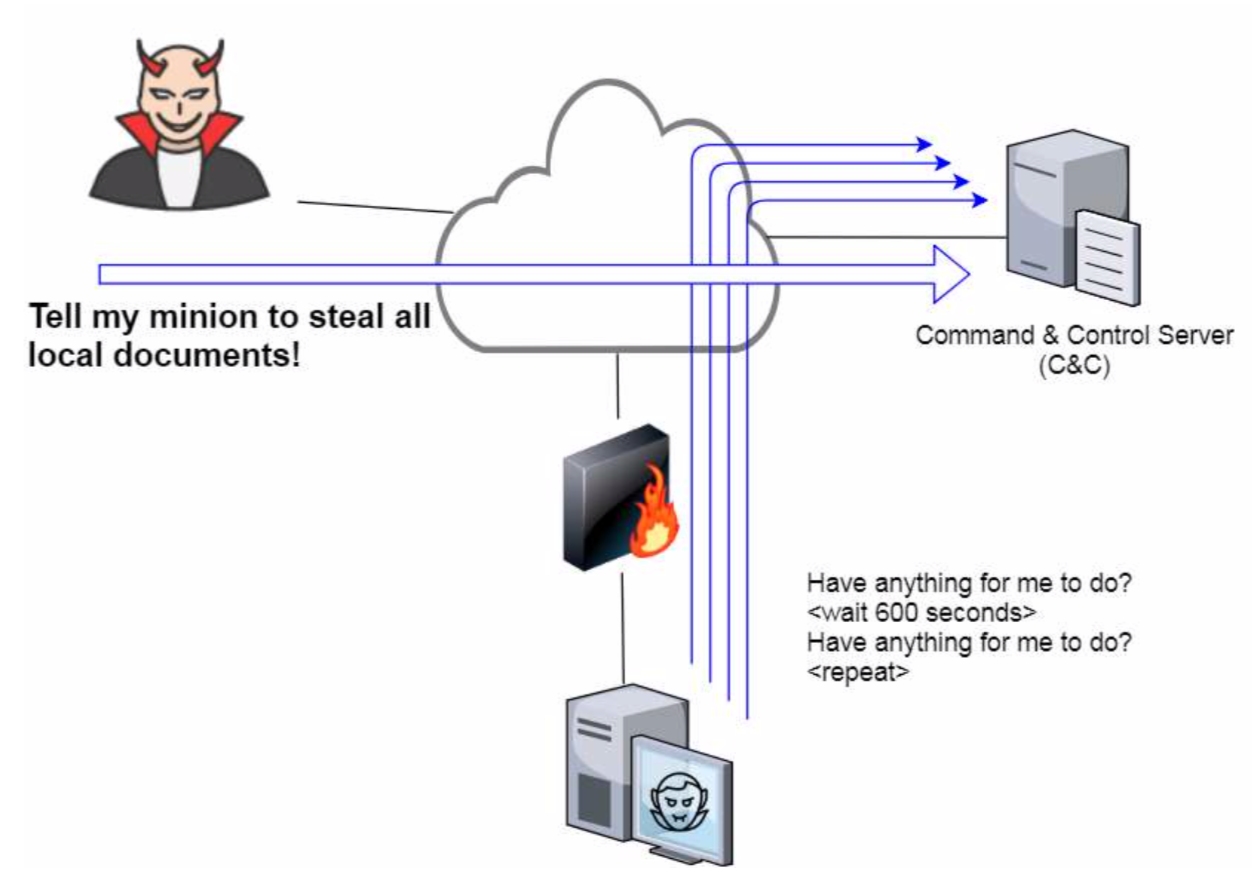 Tell my minion to steal all
local documents!
Command & Control Server
(C&C)
Have anything for me to do?
<wait 600 seconds>
Have anything for me to do?
<repeat>